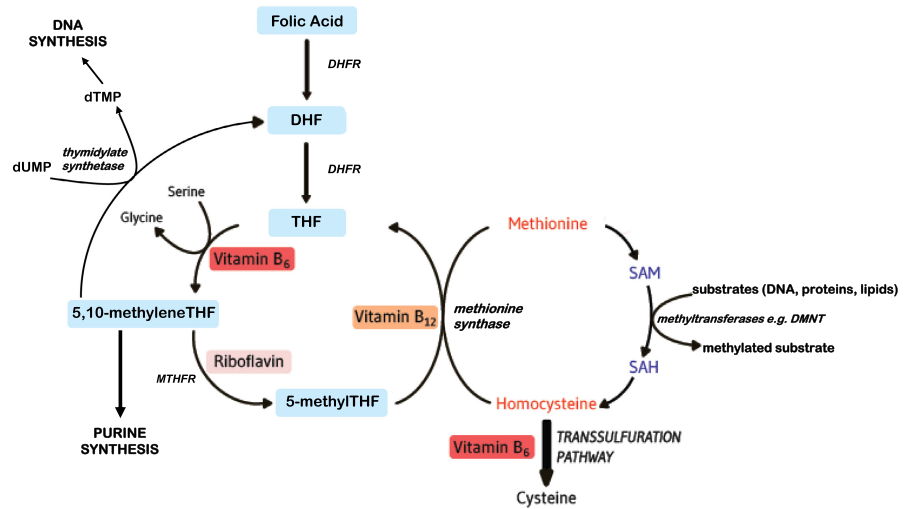 Folic Acid
DNA
SYNTHESIS
DHFR
dTMP
DHF
thymidylate
synthetase
dUMP
DHFR
Serine
Glycine
THF
Methionine
Vitamin B₆
SAM
substrates (DNA, proteins, lipids)
5,10-methyleneTHF
Vitamin B₁₂
methionine
synthase
methyltransferases e.g. DMNT
methylated substrate
Riboflavin
SAH
MTHFR
5-methylTHF
Homocysteine
PURINE
SYNTHESIS
Vitamin B₆
TRANSSULFURATION
PATHWAY
Cysteine